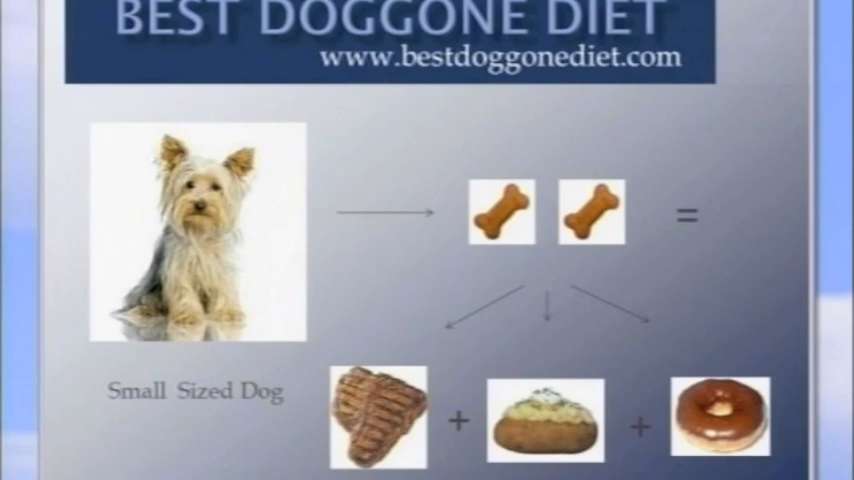 BEST DOGGONE DIET
www.bestdoggonediet.com
=
Small Sized Dog
+ +